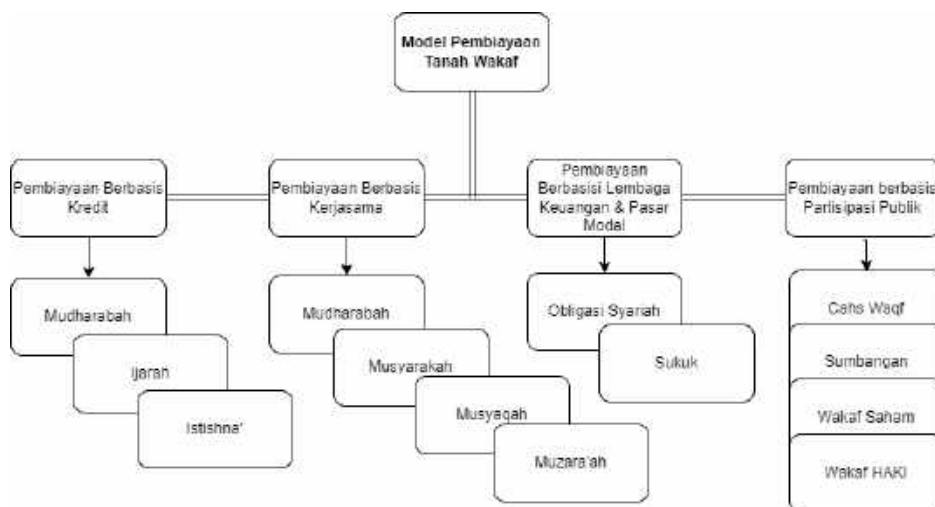 Model Pembiayaan
Tanah Wakaf
Pembiayaan Berbasis
Kredit
Pembiayaan Berbasis
Kerjasama
Pembiayaan
Berbasisi Lembaga
Keuangan & Pasar
Modal
Pembiayaan berbasis
Partisipasi Publik
Mudharabah
Ijarah
Istishna'
Mudharabah
Musyarakah
Musyaqah
Muzara'ah
Obligasi Syariah
Sukuk
Cahs Waqf
Sumbangan
Wakaf Saham
Wakaf HAKI